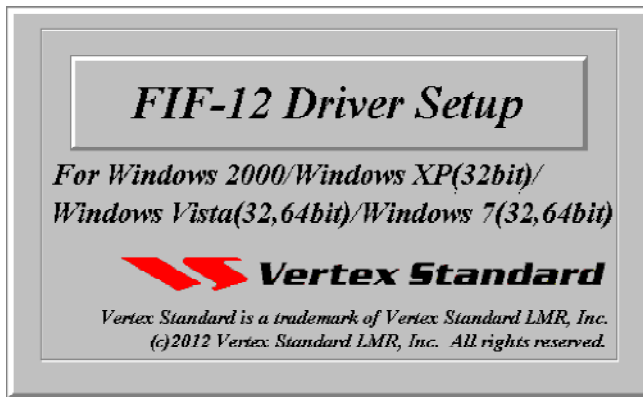 FIF-12 Driver Setup
For Windows 2000/Windows XP(32bit)/
Windows Vista(32,64bit)/Windows 7(32,64bit)
Vertex Standard
Vertex Standard is a trademark of Vertex Standard LMR, Inc.
(c)2012 Vertex Standard LMR, Inc. All rights reserved.